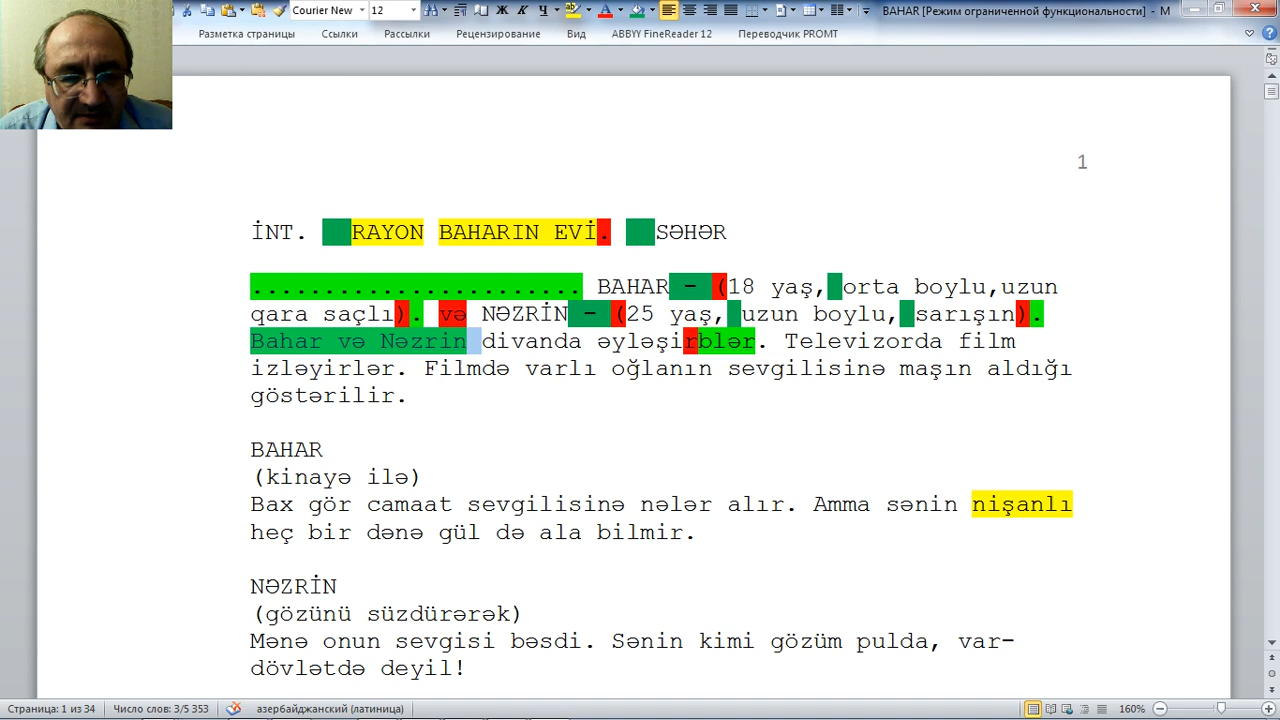 Courier New 12 Ж К Ч А BAHAR [Режим ограниченной функциональности] - M
Разметка страницы Ссылки Рассылки Рецензирование Вид ABBYY FineReader 12 Переводчик PROMT
1
İNT. RAYON BAHARIN EVİ. SƏHƏR
....................... BAHAR - (18 yaş, orta boylu,uzun
qara saçlı). və NƏZRİN - (25 yaş, uzun boylu, sarışın).
Bahar və Nəzrin divanda əyləşirblər. Televizorda film
izləyirlər. Filmdə varlı oğlanın sevgilisinə maşın aldığı
göstərilir.
BAHAR
(kinayə ilə)
Bax gör camaat sevgilisinə nələr alır. Amma sənin nişanlı
heç bir dənə gül də ala bilmir.
NƏZRİN
(gözünü süzdürərək)
Mənə onun sevgisi bəsdi. Sənin kimi gözüm pulda, var-
dövlətdə deyil!
Страница: 1 из 34 Число слов: 3/5 353 азербайджанский (латиница) 160%